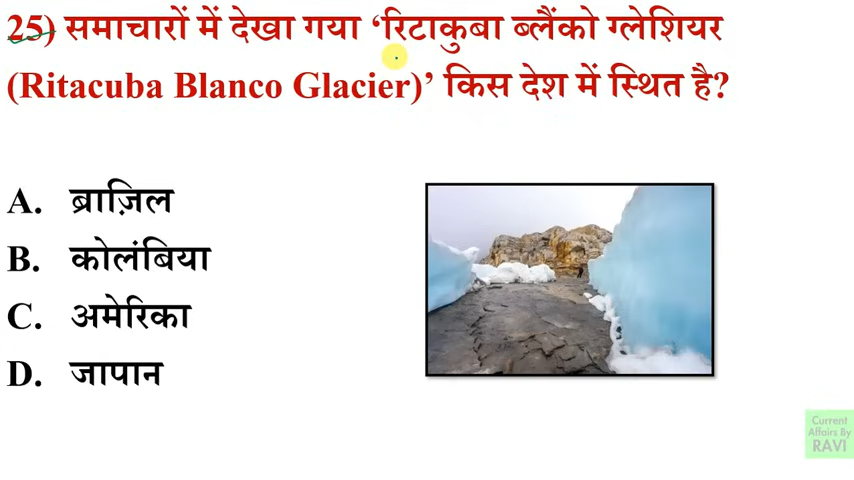 25) समाचारों में देखा गया ‘रिटाकुबा ब्लैंको ग्लेशियर
(Ritacuba Blanco Glacier)’ किस देश में स्थित है?
A. ब्राज़िल
B. कोलंबिया
C. अमेरिका
D. जापान
Current
Affairs By
RAVI